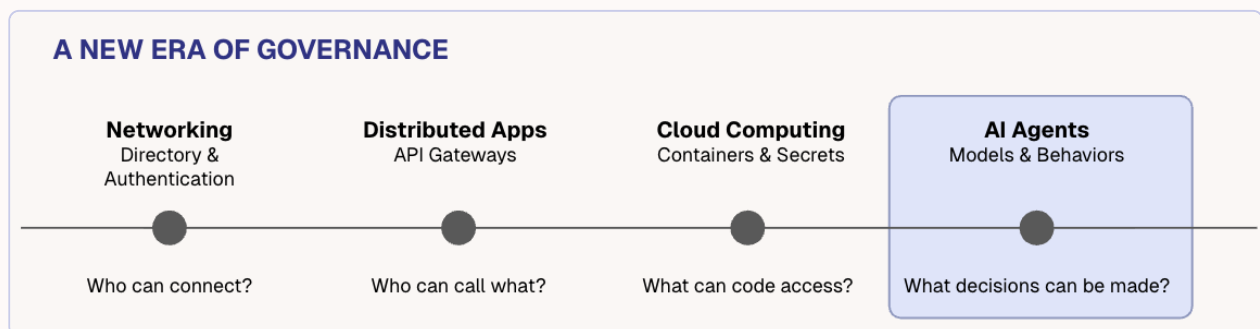 A NEW ERA OF GOVERNANCE
Networking
Directory &
Authentication
Who can connect?
Distributed Apps
API Gateways
Who can call what?
Cloud Computing
Containers & Secrets
What can code access?
AI Agents
Models & Behaviors
What decisions can be made?